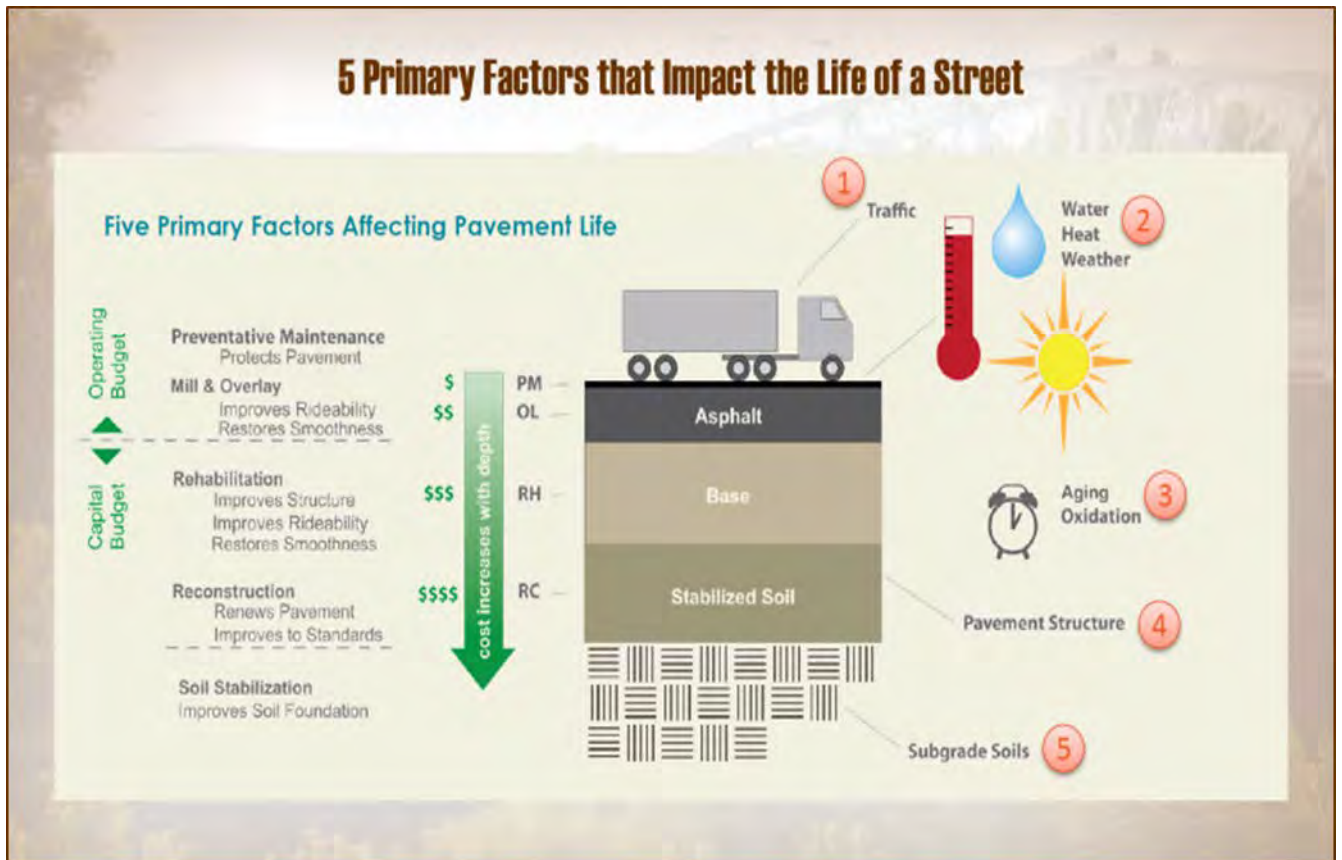 5 Primary Factors that Impact the Life of a Street
Five Primary Factors Affecting Pavement Life
Operating
Budget
Capital
Budget
Preventative Maintenance
Protects Pavement
Mill & Overlay
Improves Rideability
Restores Smoothness
Rehabilitation
Improves Structure
Improves Rideability
Restores Smoothness
Reconstruction
Renews Pavement
Improves to Standards
Soil Stabilization
Improves Soil Foundation
$
$$
$$$
$$$$
cost increases with depth
PM
OL
RH
RC
Asphalt
Base
Stabilized Soil
1
Traffic
Water
Heat
Weather
2
Aging
Oxidation
3
Pavement Structure
4
Subgrade Soils
5